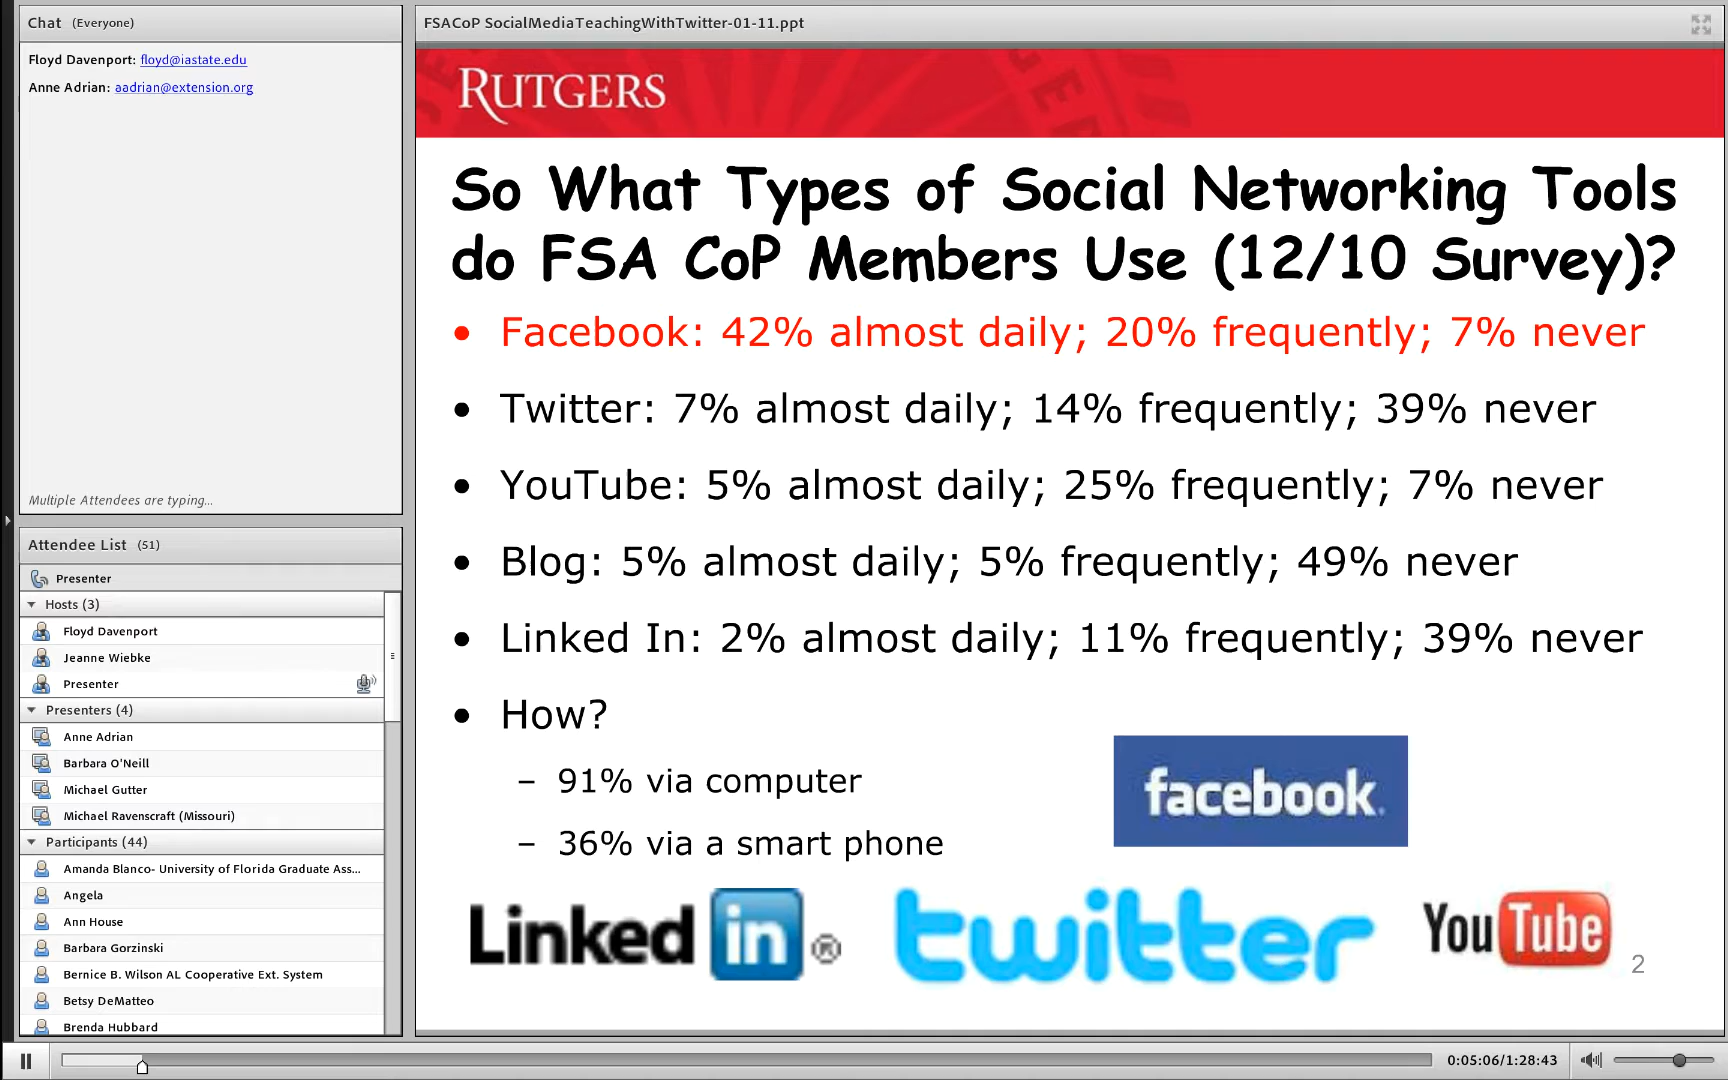 Chat (Everyone)
Floyd Davenport: floyd@iastate.edu
Anne Adrian: aadrian@extension.org
Multiple Attendees are typing...
Attendee List (51)
Presenter
Hosts (3)
Floyd Davenport
Jeanne Wiebke
Presenter
Presenters (4)
Anne Adrian
Barbara O'Neill
Michael Gutter
Michael Ravenscraft (Missouri)
Participants (44)
Amanda Blanco- University of Florida Graduate Ass...
Angela
Ann House
Barbara Gorzinski
Bernice B. Wilson AL Cooperative Ext. System
Betsy DeMatteo
Brenda Hubbard
FSACoP SocialMediaTeachingWithTwitter-01-11.ppt
RUTGERS
So What Types of Social Networking Tools
do FSA CoP Members Use (12/10 Survey)?
• Facebook: 42% almost daily; 20% frequently; 7% never
• Twitter: 7% almost daily; 14% frequently; 39% never
• YouTube: 5% almost daily; 25% frequently; 7% never
• Blog: 5% almost daily; 5% frequently; 49% never
• Linked In: 2% almost daily; 11% frequently; 39% never
• How?
– 91% via computer
– 36% via a smart phone
facebook
Linked in ®
twitter
YouTube
2
0:05:06/1:28:43